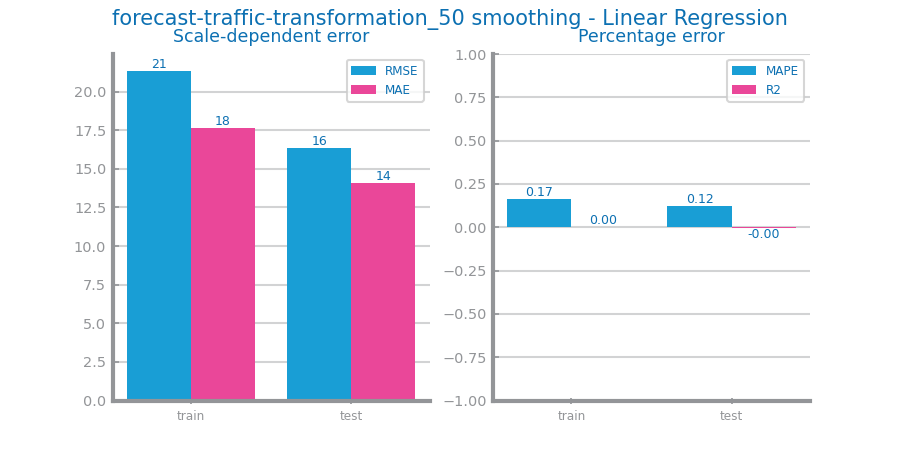 forecast-traffic-transformation_50 smoothing - Linear Regression
Scale-dependent error
20.0
17.5
15.0
12.5
10.0
7.5
5.0
2.5
0.0
21
18
16
14
RMSE
MAE
train
test
Percentage error
1.00
0.75
0.50
0.25
0.00
−0.25
−0.50
−0.75
−1.00
0.17
0.00
0.12
-0.00
MAPE
R2
train
test